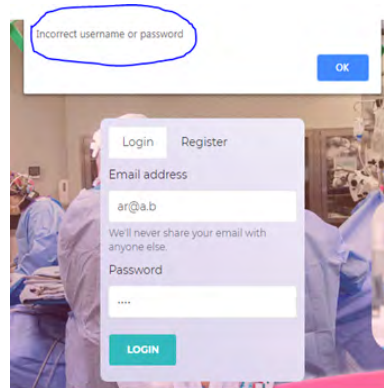 Incorrect username or password
OK
Login Register
Email address
ar@a.b
We'll never share your email with
anyone else.
Password
....
LOGIN